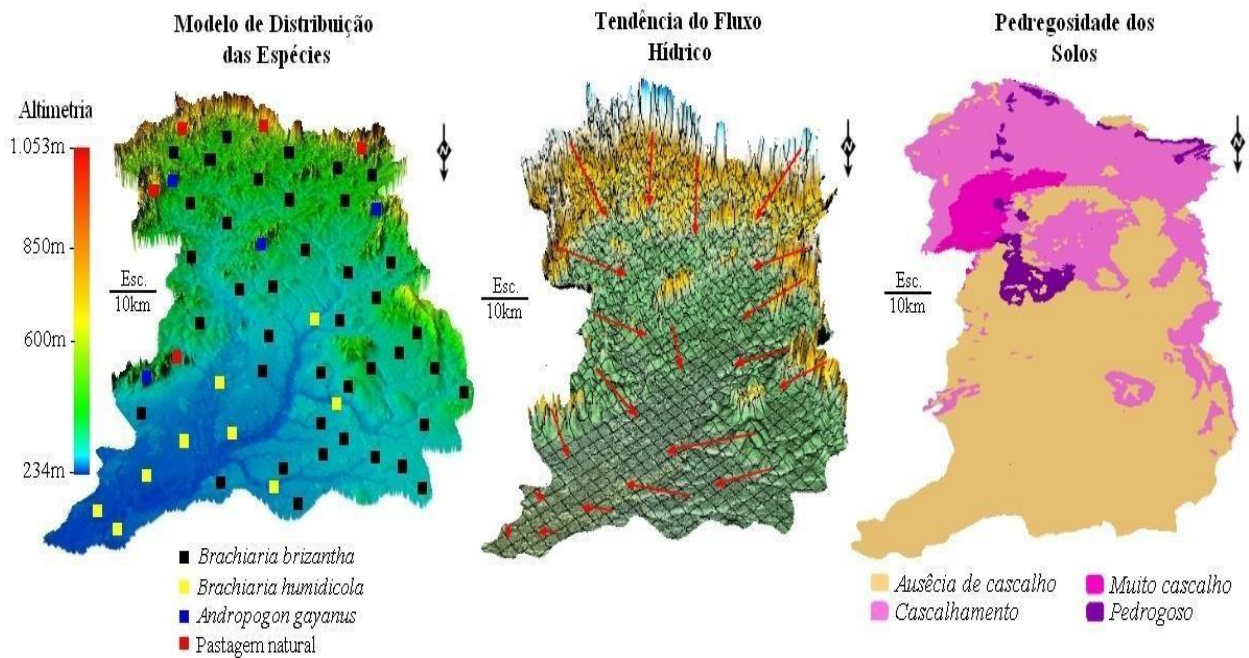 Modelo de Distribuição
das Espécies
Altimetria
1.053m
850m
600m
234m
Esc.
10km
N
Brachiaria brizantha
Brachiaria humidicola
Andropogon gayanus
Pastagem natural
Tendência do Fluxo
Hídrico
Esc.
10km
N
Pedregosidade dos
Solos
Esc.
10km
N
Ausêcia de cascalho
Cascalhamento
Muito cascalho
Pedrogoso